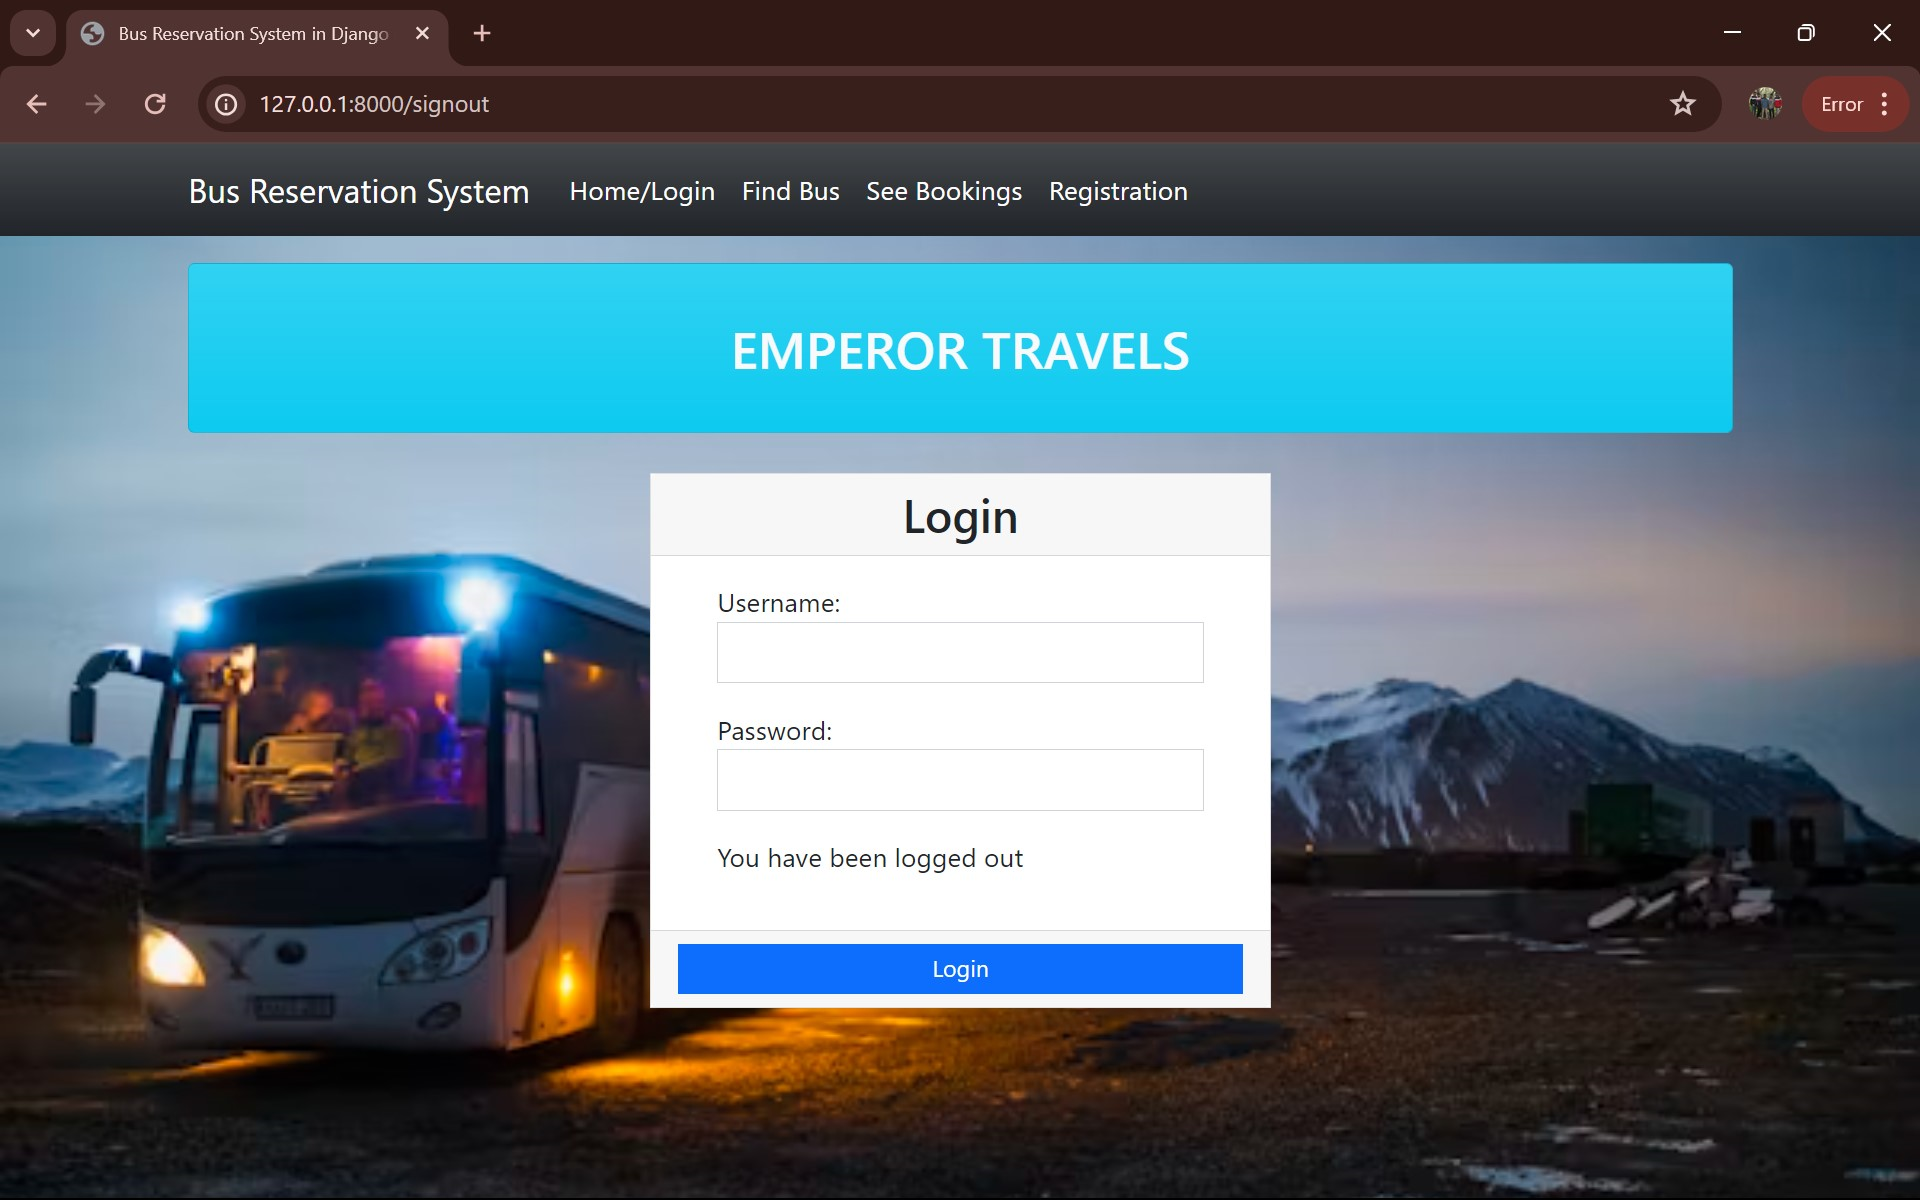 Bus Reservation System in Django
127.0.0.1:8000/signout
Error
Bus Reservation System Home/Login Find Bus See Bookings Registration
EMPEROR TRAVELS
Login
Username:
Password:
You have been logged out
Login